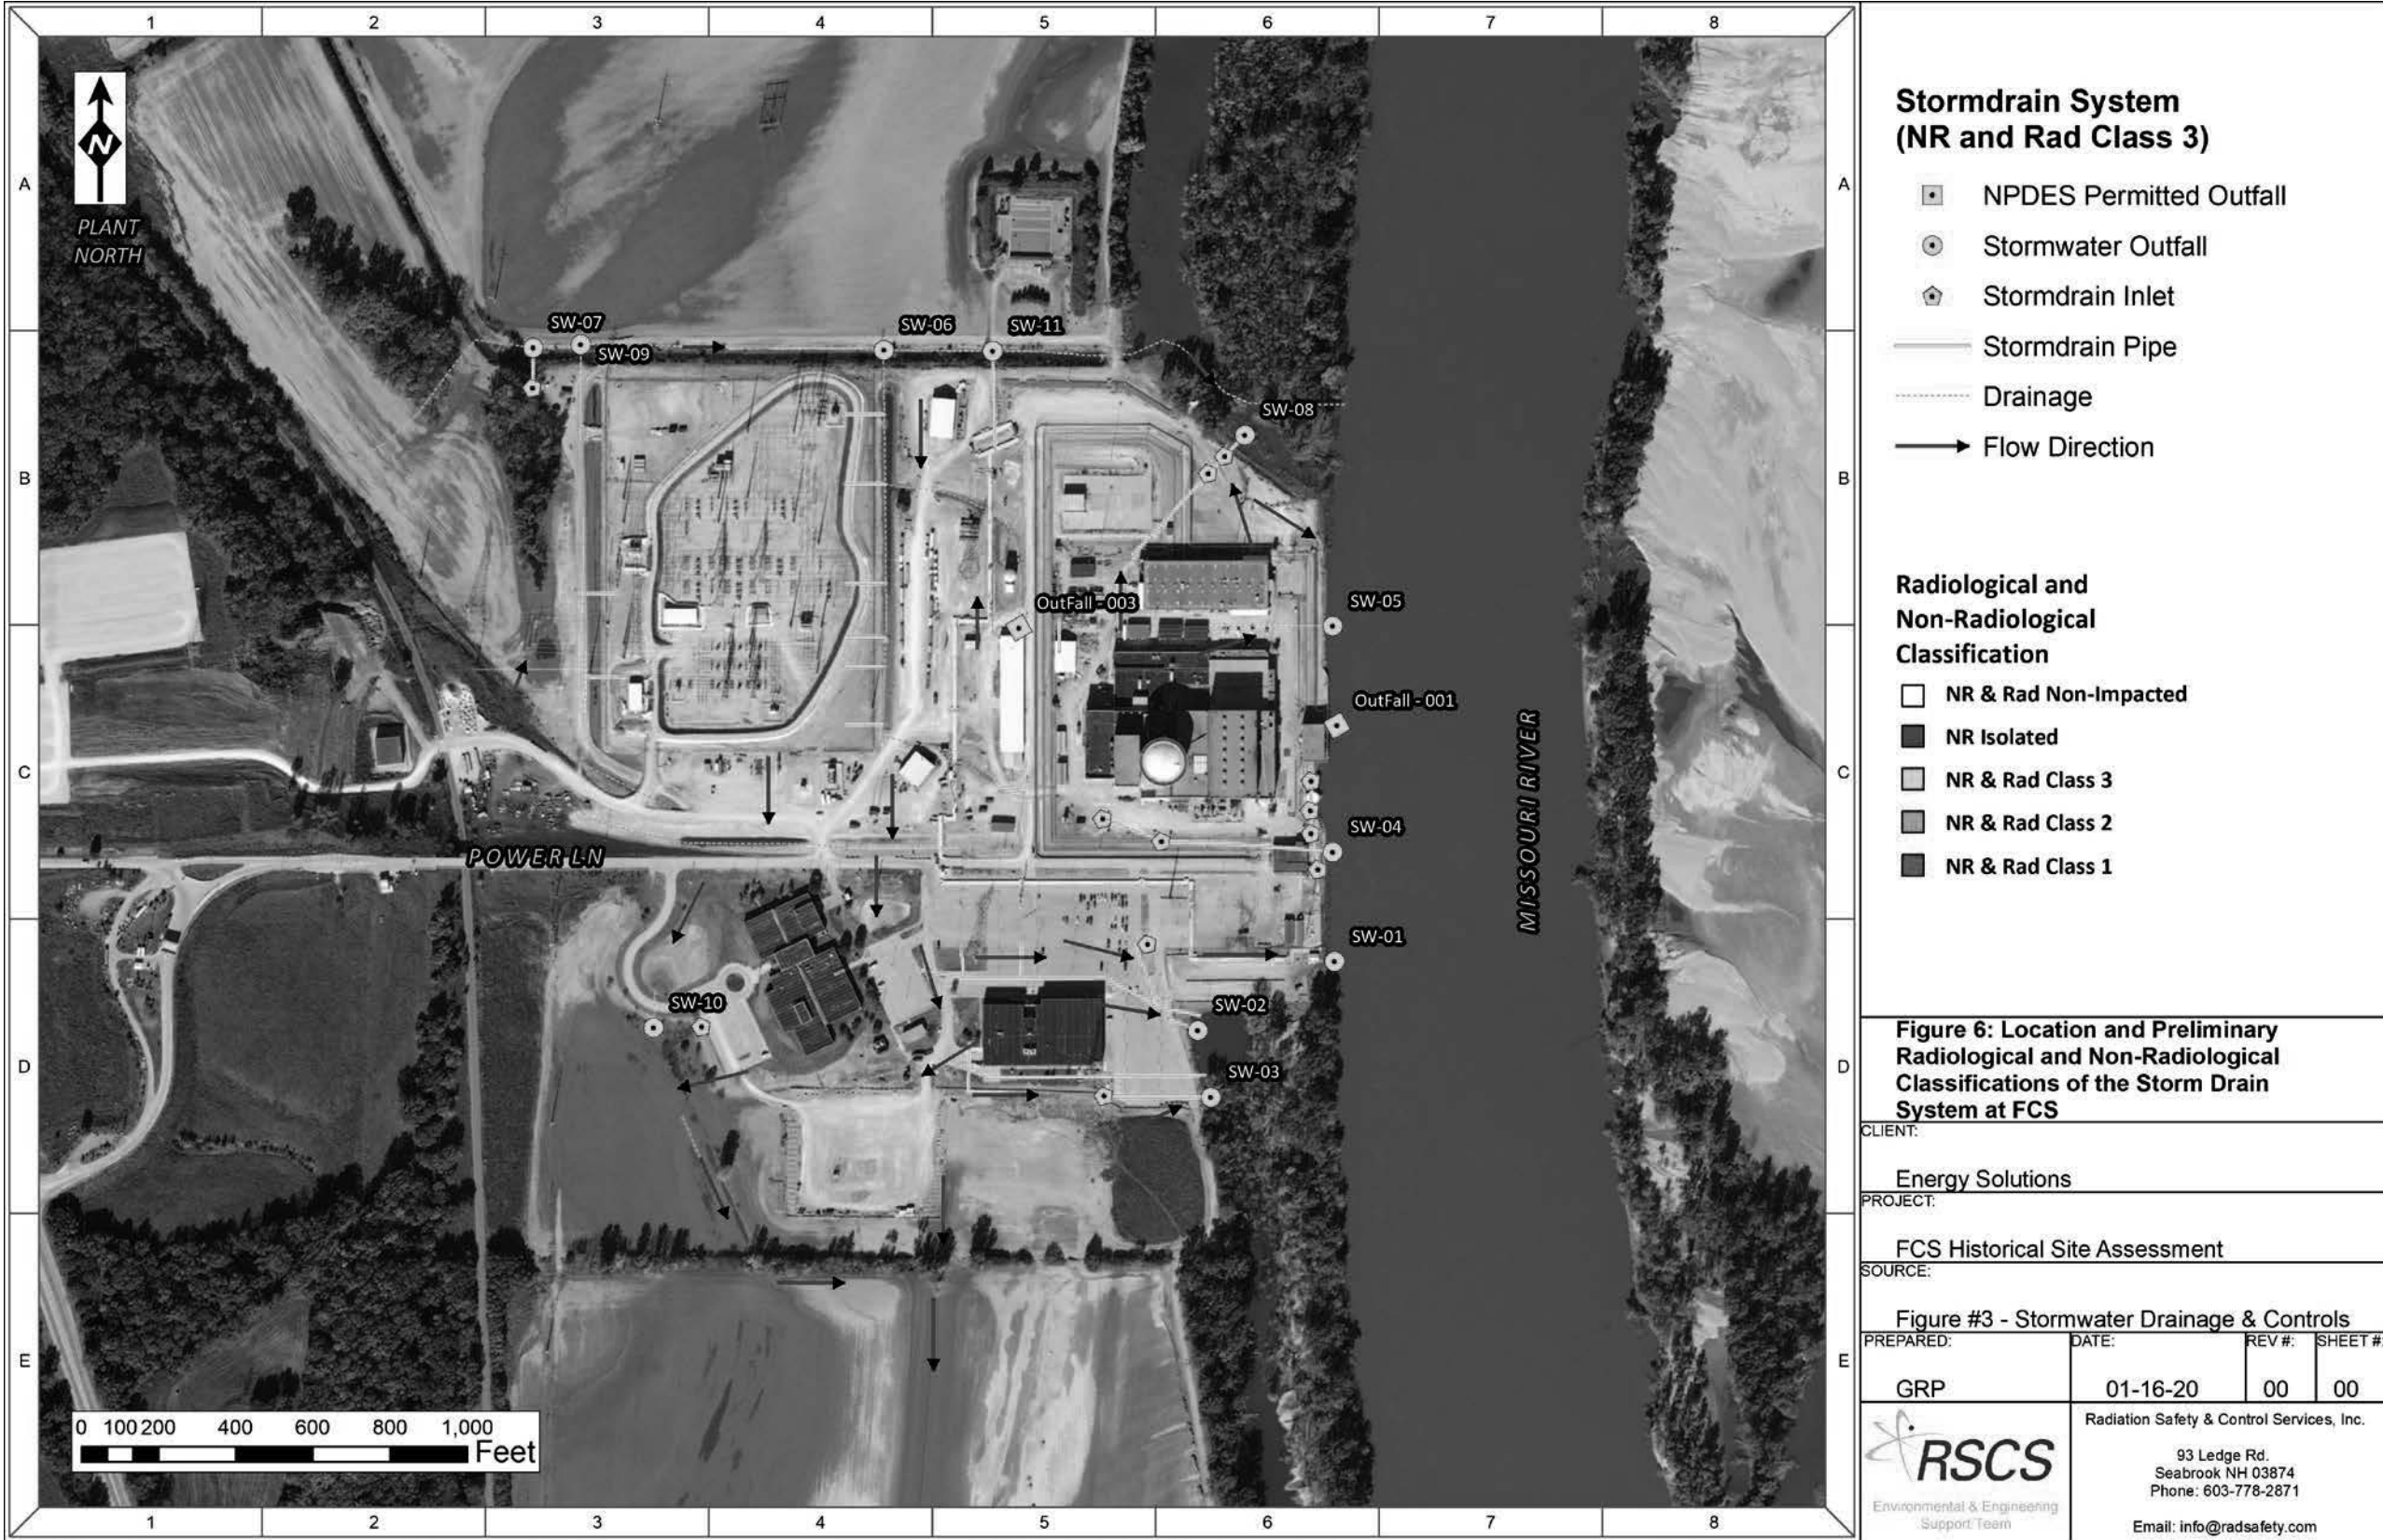 1 2 3 4 5 6 7 8
A
B
C
D
E
A
B
C
D
E
1 2 3 4 5 6 7 8
N
PLANT
NORTH
SW-07
SW-09
SW-06
SW-11
SW-08
OutFall - 003
SW-05
OutFall - 001
SW-04
POWER LN
MISSOURI RIVER
SW-01
SW-10
SW-02
SW-03
0 100 200 400 600 800 1,000
Feet
Stormdrain System
(NR and Rad Class 3)
NPDES Permitted Outfall
Stormwater Outfall
Stormdrain Inlet
Stormdrain Pipe
Drainage
Flow Direction
Radiological and
Non-Radiological
Classification
NR & Rad Non-Impacted
NR Isolated
NR & Rad Class 3
NR & Rad Class 2
NR & Rad Class 1
Figure 6: Location and Preliminary
Radiological and Non-Radiological
Classifications of the Storm Drain
System at FCS
CLIENT:
Energy Solutions
PROJECT:
FCS Historical Site Assessment
SOURCE:
Figure #3 - Stormwater Drainage & Controls
PREPARED: DATE: REV #: SHEET #:
GRP 01-16-20 00 00
RSCS
Environmental & Engineering
Support Team
Radiation Safety & Control Services, Inc.
93 Ledge Rd.
Seabrook NH 03874
Phone: 603-778-2871
Email: info@radsafety.com